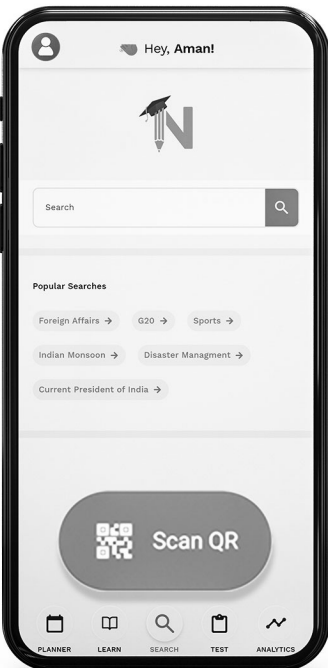 Hey, Aman!
N
Search
Popular Searches
Foreign Affairs → G20 → Sports →
Indian Monsoon → Disaster Managment →
Current President of India →
Scan QR
PLANNER LEARN SEARCH TEST ANALYTICS